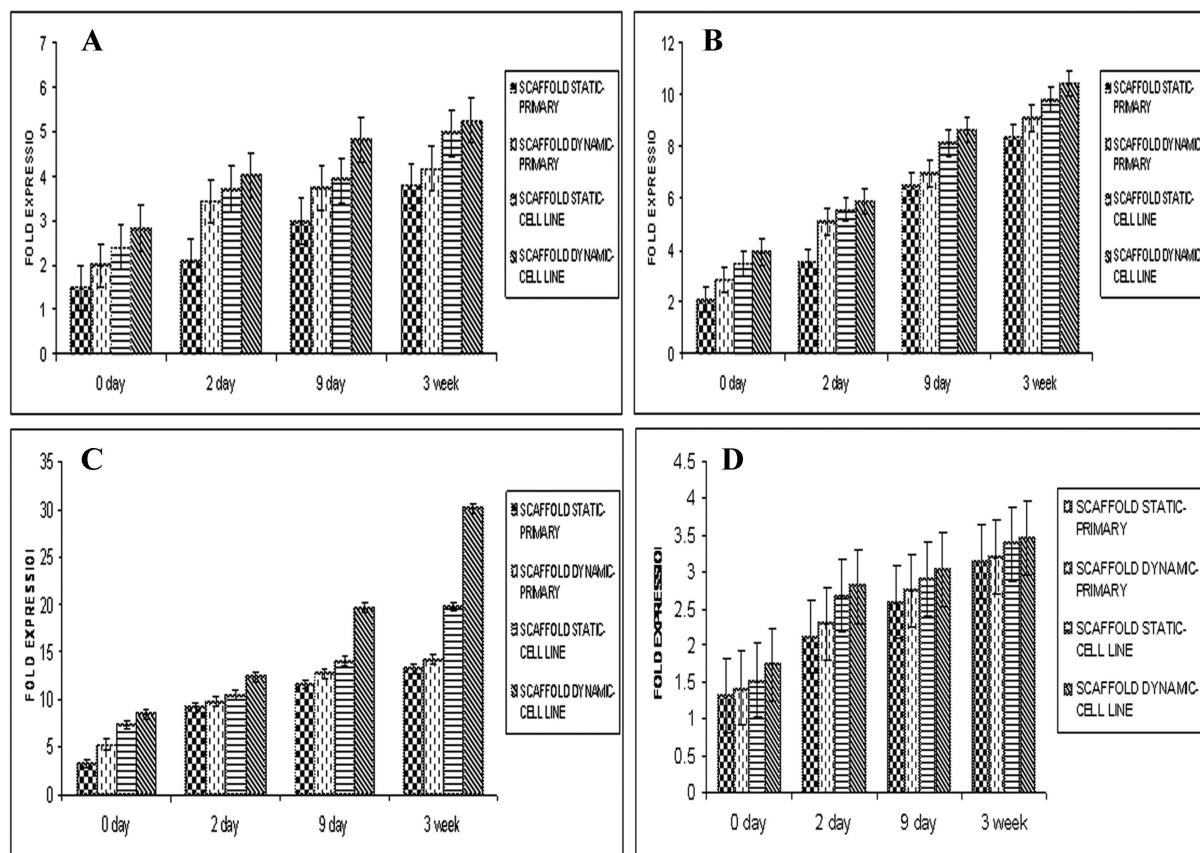 A
7
6
5
4
3
2
1
0
FOLD EXPRESSIO
0 day
2 day
9 day
3 week
SCAFFOLD STATIC-
PRIMARY
SCAFFOLD DYNAMIC-
PRIMARY
SCAFFOLD STATIC-
CELL LINE
SCAFFOLD DYNAMIC-
CELL LINE
B
12
10
8
6
4
2
0
FOLD EXPRESSIO
0 day
2 day
9 day
3 week
SCAFFOLD STATIC-
PRIMARY
SCAFFOLD DYNAMIC-
PRIMARY
SCAFFOLD STATIC-
CELL LINE
SCAFFOLD DYNAMIC-
CELL LINE
C
35
30
25
20
15
10
5
0
FOLD EXPRESSIO
0 day
2 day
9 day
3 week
SCAFFOLD STATIC-
PRIMARY
SCAFFOLD DYNAMIC-
PRIMARY
SCAFFOLD STATIC-
CELL LINE
SCAFFOLD DYNAMIC-
CELL LINE
D
4.5
4
3.5
3
2.5
2
1.5
1
0.5
0
FOLD EXPRESSION
0 day
2 day
9 day
3 week
SCAFFOLD STATIC-
PRIMARY
SCAFFOLD DYNAMIC-
PRIMARY
SCAFFOLD STATIC-
CELL LINE
SCAFFOLD DYNAMIC-
CELL LINE